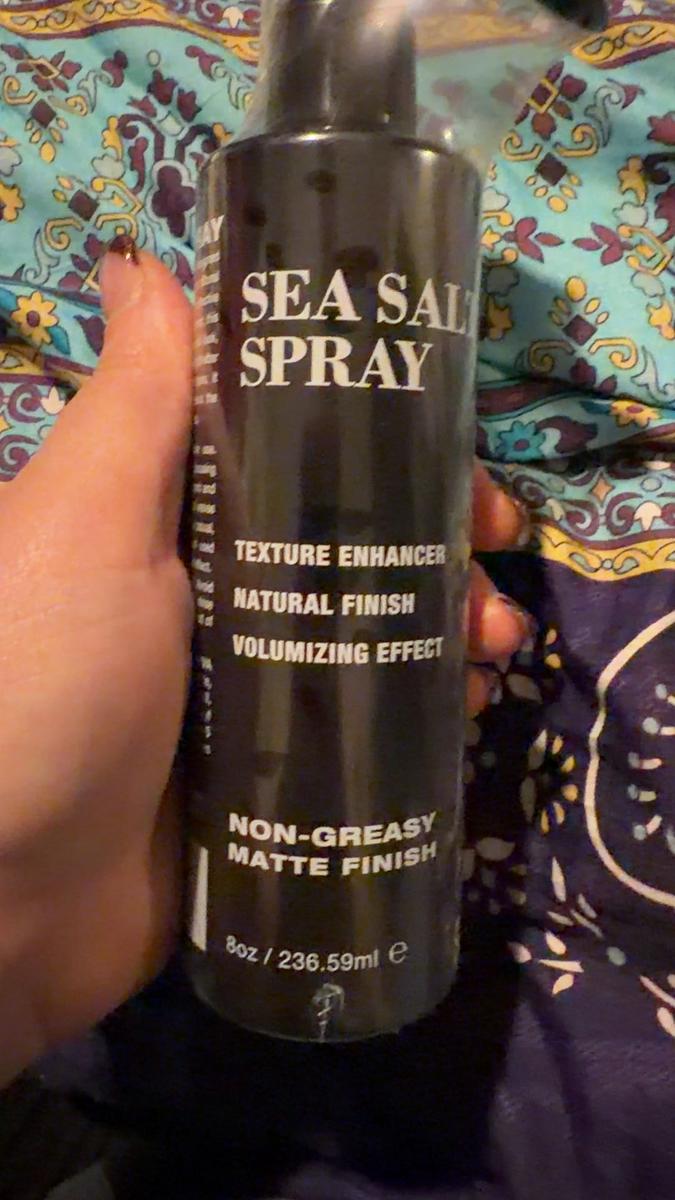 SEA SALT
SPRAY
TEXTURE ENHANCER
NATURAL FINISH
VOLUMIZING EFFECT
NON-GREASY
MATTE FINISH
8oz / 236.59ml ℮